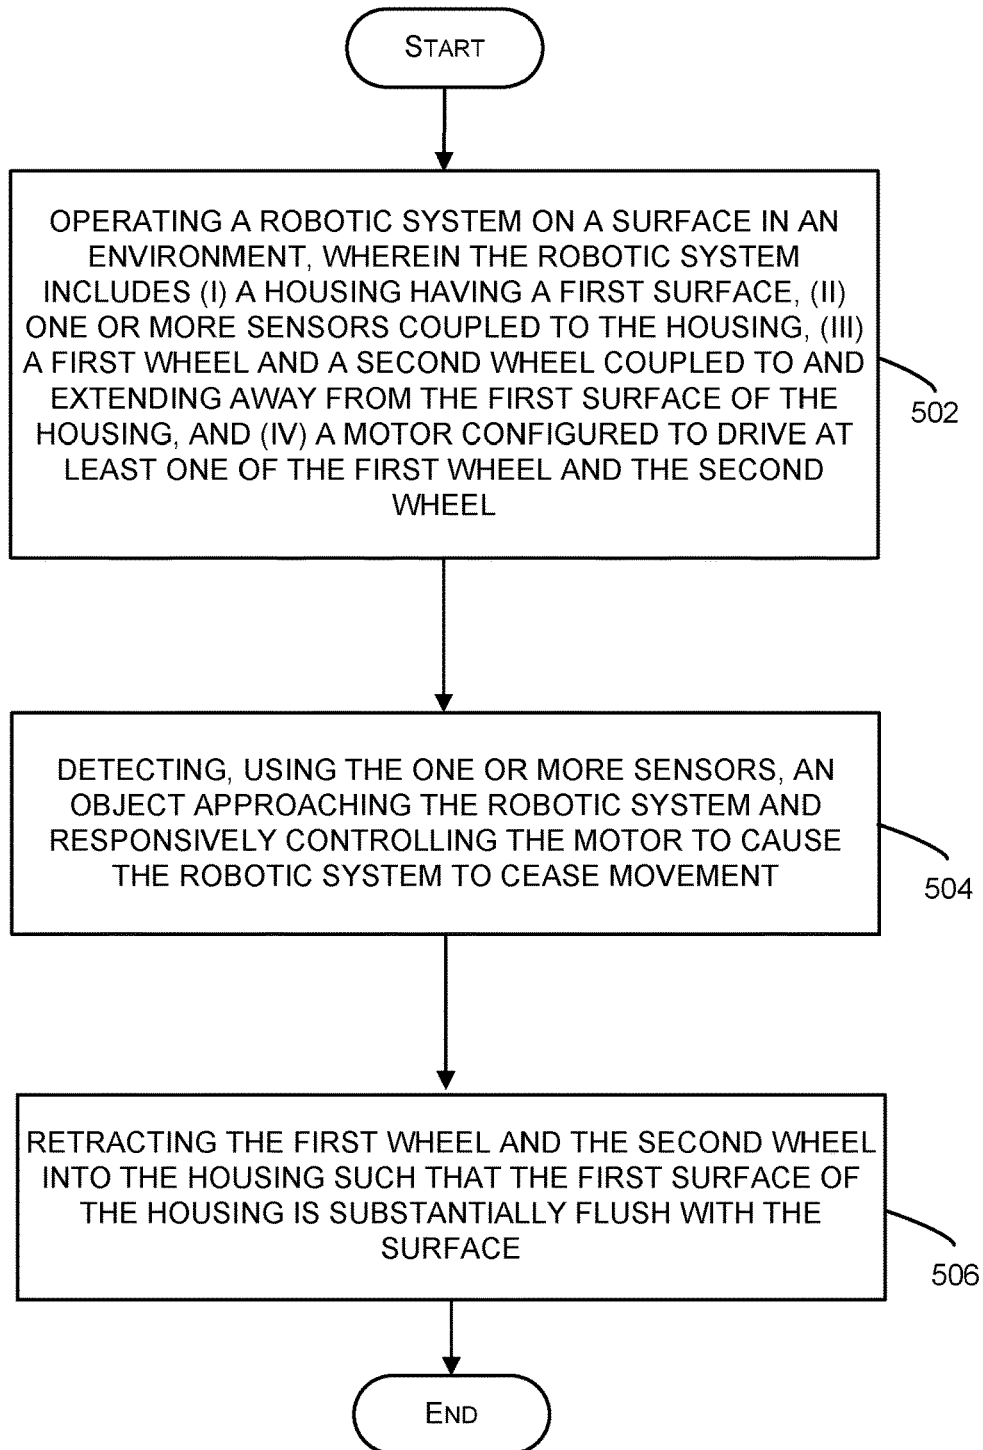 START
OPERATING A ROBOTIC SYSTEM ON A SURFACE IN AN
ENVIRONMENT, WHEREIN THE ROBOTIC SYSTEM
INCLUDES (I) A HOUSING HAVING A FIRST SURFACE, (II)
ONE OR MORE SENSORS COUPLED TO THE HOUSING, (III)
A FIRST WHEEL AND A SECOND WHEEL COUPLED TO AND
EXTENDING AWAY FROM THE FIRST SURFACE OF THE
HOUSING, AND (IV) A MOTOR CONFIGURED TO DRIVE AT
LEAST ONE OF THE FIRST WHEEL AND THE SECOND
WHEEL
502
DETECTING, USING THE ONE OR MORE SENSORS, AN
OBJECT APPROACHING THE ROBOTIC SYSTEM AND
RESPONSIVELY CONTROLLING THE MOTOR TO CAUSE
THE ROBOTIC SYSTEM TO CEASE MOVEMENT
504
RETRACTING THE FIRST WHEEL AND THE SECOND WHEEL
INTO THE HOUSING SUCH THAT THE FIRST SURFACE OF
THE HOUSING IS SUBSTANTIALLY FLUSH WITH THE
SURFACE
506
END